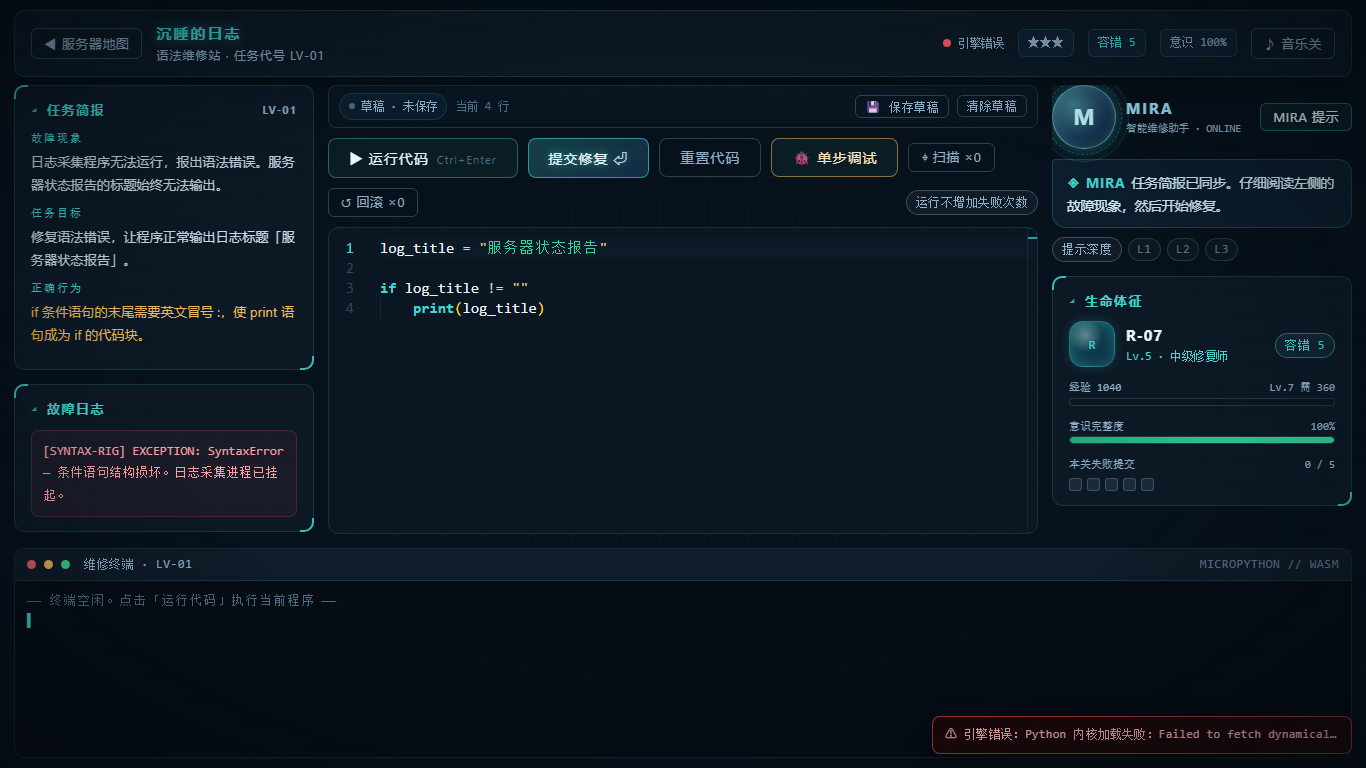 ◀ 服务器地图
沉睡的日志
语法维修站 · 任务代号 LV-01
引擎错误
★★★
容错 5
意识 100%
♪ 音乐关
任务简报
LV-01
故障现象
日志采集程序无法运行，报出语法错误。服务
器状态报告的标题始终无法输出。
任务目标
修复语法错误，让程序正常输出日志标题「服
务器状态报告」。
正确行为
if 条件语句的末尾需要英文冒号 :，使 print 语
句成为 if 的代码块。
故障日志
[SYNTAX-RIG] EXCEPTION: SyntaxError
— 条件语句结构损坏。日志采集进程已挂
起。
草稿 · 未保存
当前 4 行
💾 保存草稿
清除草稿
▶ 运行代码 Ctrl+Enter
提交修复 ⏎
重置代码
🐞 单步调试
⌖ 扫描 ×0
↺ 回滚 ×0
运行不增加失败次数
1 log_title = "服务器状态报告"
2
3 if log_title != ""
4 print(log_title)
M
MIRA
智能维修助手 · ONLINE
MIRA 提示
◈ MIRA 任务简报已同步。仔细阅读左侧的
故障现象，然后开始修复。
提示深度
L1
L2
L3
生命体征
R
R-07
Lv.5 · 中级修复师
容错 5
经验 1040
Lv.7 需 360
意识完整度
100%
本关失败提交
0 / 5
维修终端 · LV-01
MICROPYTHON // WASM
—— 终端空闲。点击「运行代码」执行当前程序 ——
⚠ 引擎错误: Python 内核加载失败: Failed to fetch dynamical…